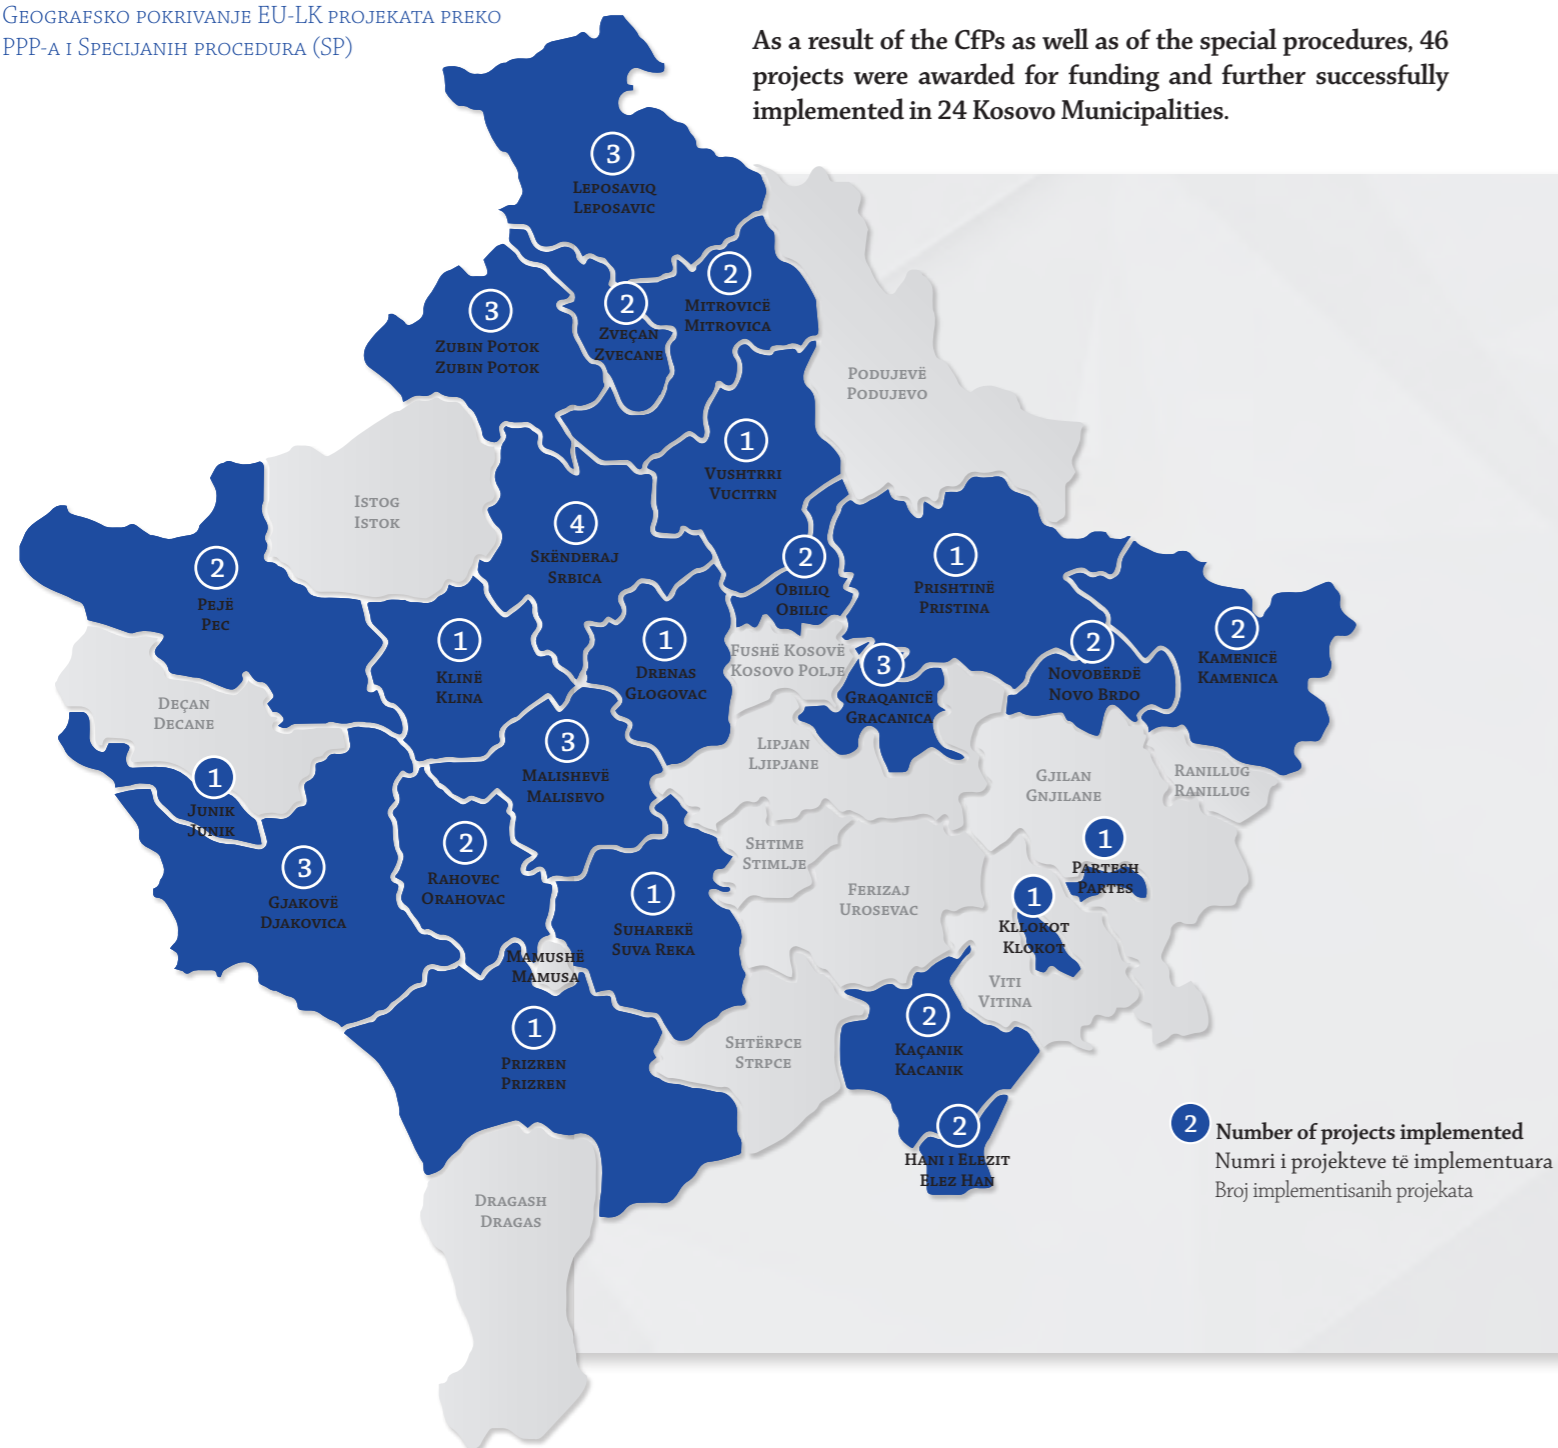 Geografsko pokrivanje EU-LK projekata preko
PPP-a i Specijanih procedura (SP)
As a result of the CfPs as well as of the special procedures, 46
projects were awarded for funding and further successfully
implemented in 24 Kosovo Municipalities.
3
Leposaviq
Leposavic
2
Mitrovicë
Mitrovica
3
Zubin Potok
Zubin Potok
2
Zveçan
Zvecane
Podujevë
Podujevo
1
Vushtrri
Vucitrn
Istog
Istok
4
Skënderaj
Srbica
2
Pejë
Pec
2
Obiliq
Obilic
1
Prishtinë
Pristina
2
Kamenicë
Kamenica
2
Novobërdë
Novo Brdo
1
Klinë
Klina
1
Drenas
Glogovac
Fushë Kosovë
Kosovo Polje
3
Graqanicë
Gracanica
Deçan
Decane
3
Malishevë
Malisevo
Lipjan
Ljipjane
Gjilan
Gnjilane
Ranillug
Ranillug
1
Junik
Junik
2
Rahovec
Orahovac
Shtime
Stimlje
1
Partesh
Partes
3
Gjakovë
Djakovica
1
Suharekë
Suva Reka
Ferizaj
Urosevac
1
Kllokot
Klokot
Mamushë
Mamusa
Viti
Vitina
1
Prizren
Prizren
Shtërpce
Strpce
2
Kaçanik
Kacanik
2
Hani i Elezit
Elez Han
Dragash
Dragas
2 Number of projects implemented
Numri i projekteve të implementuara
Broj implementisanih projekata